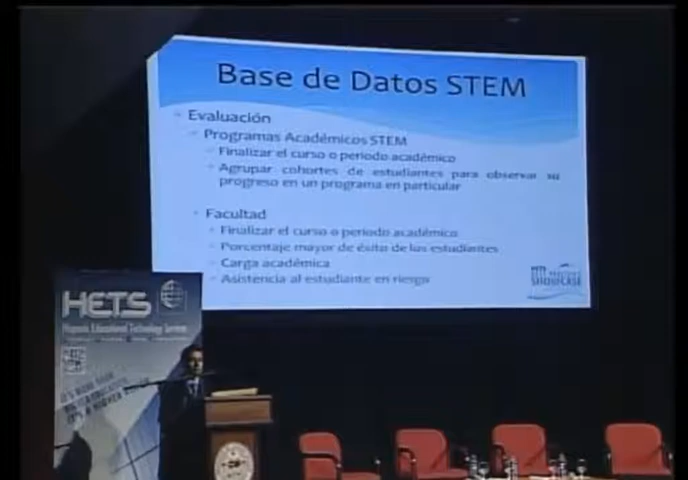 Base de Datos STEM
Evaluación
Programas Académicos STEM
Finalizar el curso o periodo académico
Agrupar cohortes de estudiantes para observar su
progreso en un programa en particular
Facultad
Finalizar el curso o periodo académico
Porcentaje mayor de éxito de los estudiantes
Carga académica
Asistencia al estudiante en riesgo
SHOWCASE
HETS
Hispanic Educational Technology Services